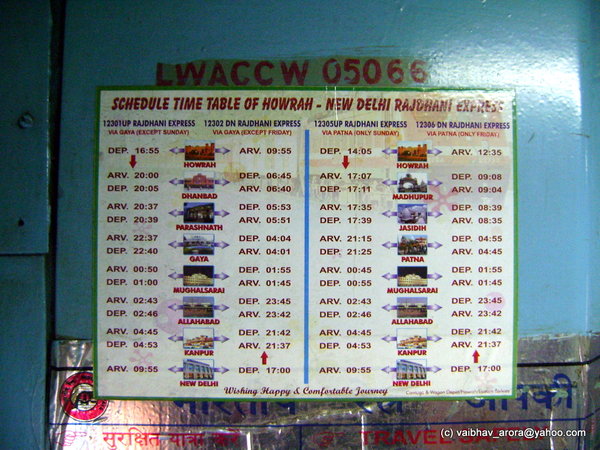 LWACCW 05066
SCHEDULE TIME TABLE OF HOWRAH - NEW DELHI RAJDHANI EXPRESS
12301UP RAJDHANI EXPRESS 12302 DN RAJDHANI EXPRESS 12305UP RAJDHANI EXPRESS 12306 DN RAJDHANI EXPRESS
VIA GAYA (EXCEPT SUNDAY) VIA GAYA (EXCEPT FRIDAY) VIA PATNA (ONLY SUNDAY) VIA PATNA (ONLY FRIDAY)
DEP. 16:55 ARV. 09:55 DEP. 14:05 ARV. 12:35
HOWRAH HOWRAH
ARV. 20:00 DEP. 06:45 ARV. 17:07 DEP. 09:08
DEP. 20:05 ARV. 06:40 DEP. 17:11 ARV. 09:04
DHANBAD MADHUPUR
ARV. 20:37 DEP. 05:53 ARV. 17:35 DEP. 08:39
DEP. 20:39 ARV. 05:51 DEP. 17:39 ARV. 08:35
PARASHNATH JASIDIH
ARV. 22:37 DEP. 04:04 ARV. 21:15 DEP. 04:55
DEP. 22:40 ARV. 04:01 DEP. 21:25 ARV. 04:45
GAYA PATNA
ARV. 00:50 DEP. 01:55 ARV. 00:45 DEP. 01:55
DEP. 01:00 ARV. 01:45 DEP. 00:55 ARV. 01:45
MUGHALSARAI MUGHALSARAI
ARV. 02:43 DEP. 23:45 ARV. 02:43 DEP. 23:45
DEP. 02:46 ARV. 23:42 DEP. 02:46 ARV. 23:42
ALLAHABAD ALLAHABAD
ARV. 04:45 DEP. 21:42 ARV. 04:45 DEP. 21:42
DEP. 04:53 ARV. 21:37 DEP. 04:53 ARV. 21:37
KANPUR KANPUR
ARV. 09:55 DEP. 17:00 ARV. 09:55 DEP. 17:00
NEW DELHI NEW DELHI
Wishing Happy & Comfortable Journey
भारतीय रेल आपकी
सुरक्षित यात्रा कर
TRAVEL SAFELY
(c) vaibhav_arora@yahoo.com